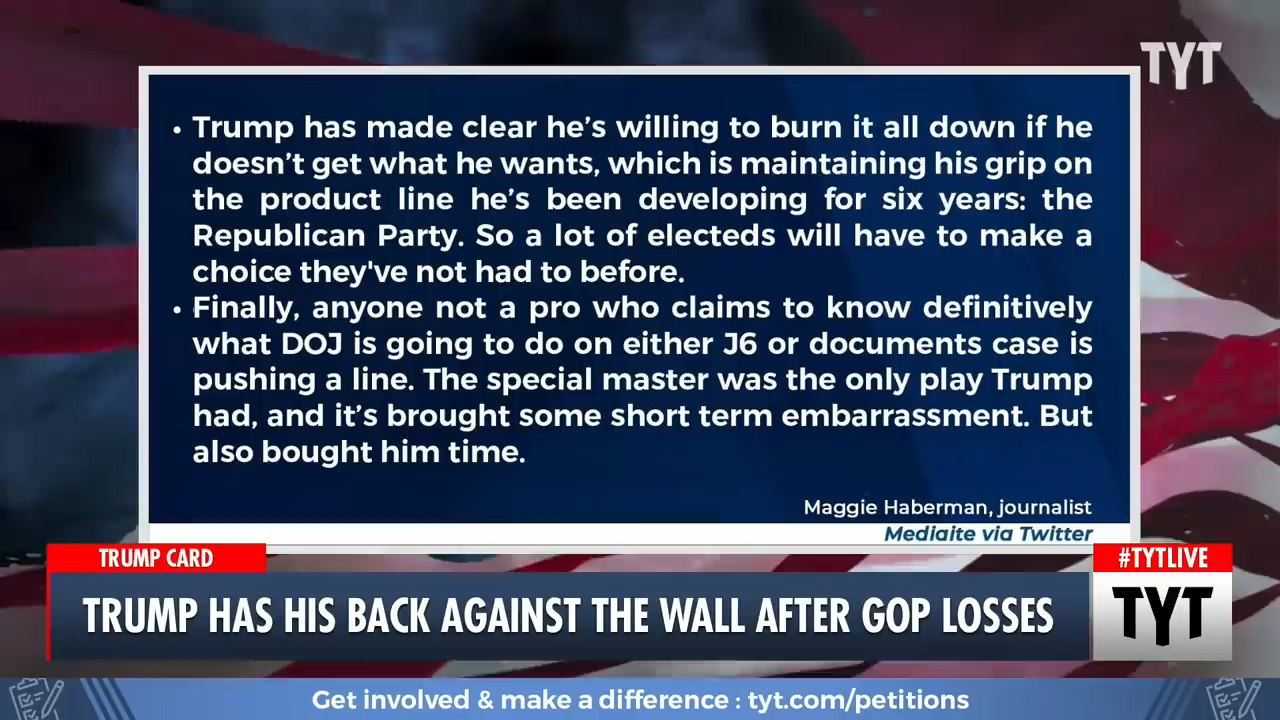 TYT
• Trump has made clear he's willing to burn it all down if he
doesn't get what he wants, which is maintaining his grip on
the product line he's been developing for six years: the
Republican Party. So a lot of electeds will have to make a
choice they've not had to before.
• Finally, anyone not a pro who claims to know definitively
what DOJ is going to do on either J6 or documents case is
pushing a line. The special master was the only play Trump
had, and it's brought some short term embarrassment. But
also bought him time.
Maggie Haberman, journalist
Mediaite via Twitter
TRUMP CARD
#TYTLIVE
TRUMP HAS HIS BACK AGAINST THE WALL AFTER GOP LOSSES
TYT
Get involved & make a difference : tyt.com/petitions